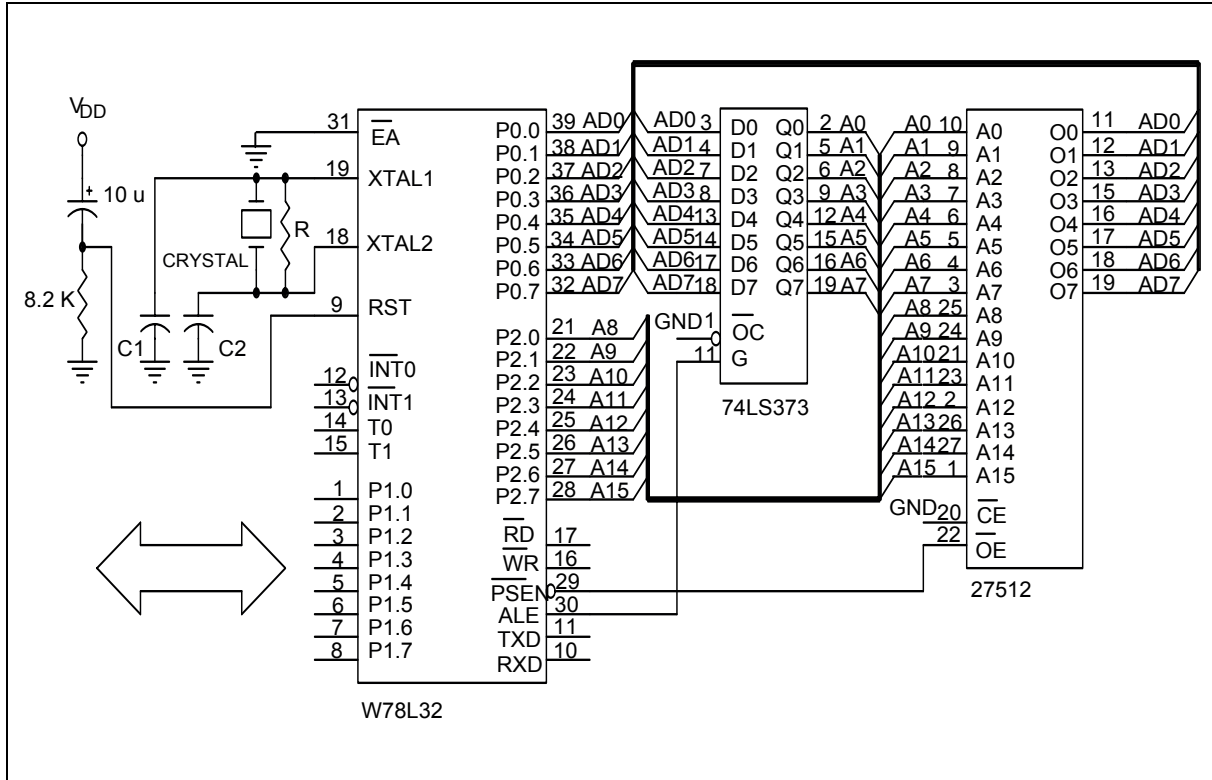 VDD
10 u
8.2 K
C1
C2
CRYSTAL
R
31 EA
19 XTAL1
18 XTAL2
9 RST
12 INT0
13 INT1
14 T0
15 T1
1 P1.0
2 P1.1
3 P1.2
4 P1.3
5 P1.4
6 P1.5
7 P1.6
8 P1.7
P0.0 39 AD0
P0.1 38 AD1
P0.2 37 AD2
P0.3 36 AD3
P0.4 35 AD4
P0.5 34 AD5
P0.6 33 AD6
P0.7 32 AD7
P2.0 21 A8
P2.1 22 A9
P2.2 23 A10
P2.3 24 A11
P2.4 25 A12
P2.5 26 A13
P2.6 27 A14
P2.7 28 A15
RD 17
WR 16
PSEN 29
ALE 30
TXD 11
RXD 10
W78L32
AD0 3 D0 Q0 2 A0
AD1 4 D1 Q1 5 A1
AD2 7 D2 Q2 6 A2
AD3 8 D3 Q3 9 A3
AD4 13 D4 Q4 12 A4
AD5 14 D5 Q5 15 A5
AD6 17 D6 Q6 16 A6
AD7 18 D7 Q7 19 A7
GND 1 OC
11 G
74LS373
A0 10 A0 O0 11 AD0
A1 9 A1 O1 12 AD1
A2 8 A2 O2 13 AD2
A3 7 A3 O3 15 AD3
A4 6 A4 O4 16 AD4
A5 5 A5 O5 17 AD5
A6 4 A6 O6 18 AD6
A7 3 A7 O7 19 AD7
A8 25 A8
A9 24 A9
A10 21 A10
A11 23 A11
A12 2 A12
A13 26 A13
A14 27 A14
A15 1 A15
GND 20 CE
22 OE
27512